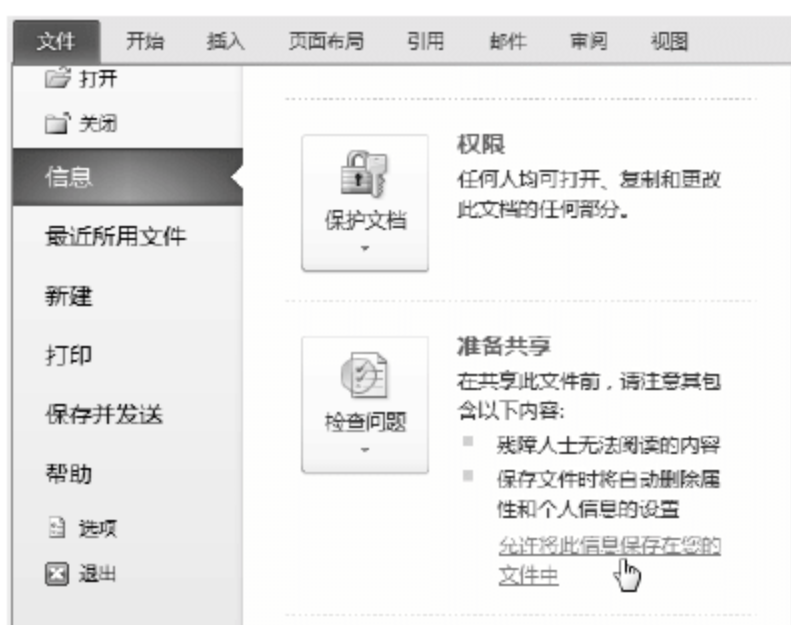 文件 开始 插入 页面布局 引用 邮件 审阅 视图
打开
关闭
信息
最近所用文件
新建
打印
保存并发送
帮助
选项
退出
保护文档
权限
任何人均可打开、复制和更改
此文档的任何部分。
检查问题
准备共享
在共享此文件前，请注意其包
含以下内容:
残障人士无法阅读的内容
保存文件时将自动删除属
性和个人信息的设置
允许将此信息保存在您的
文件中